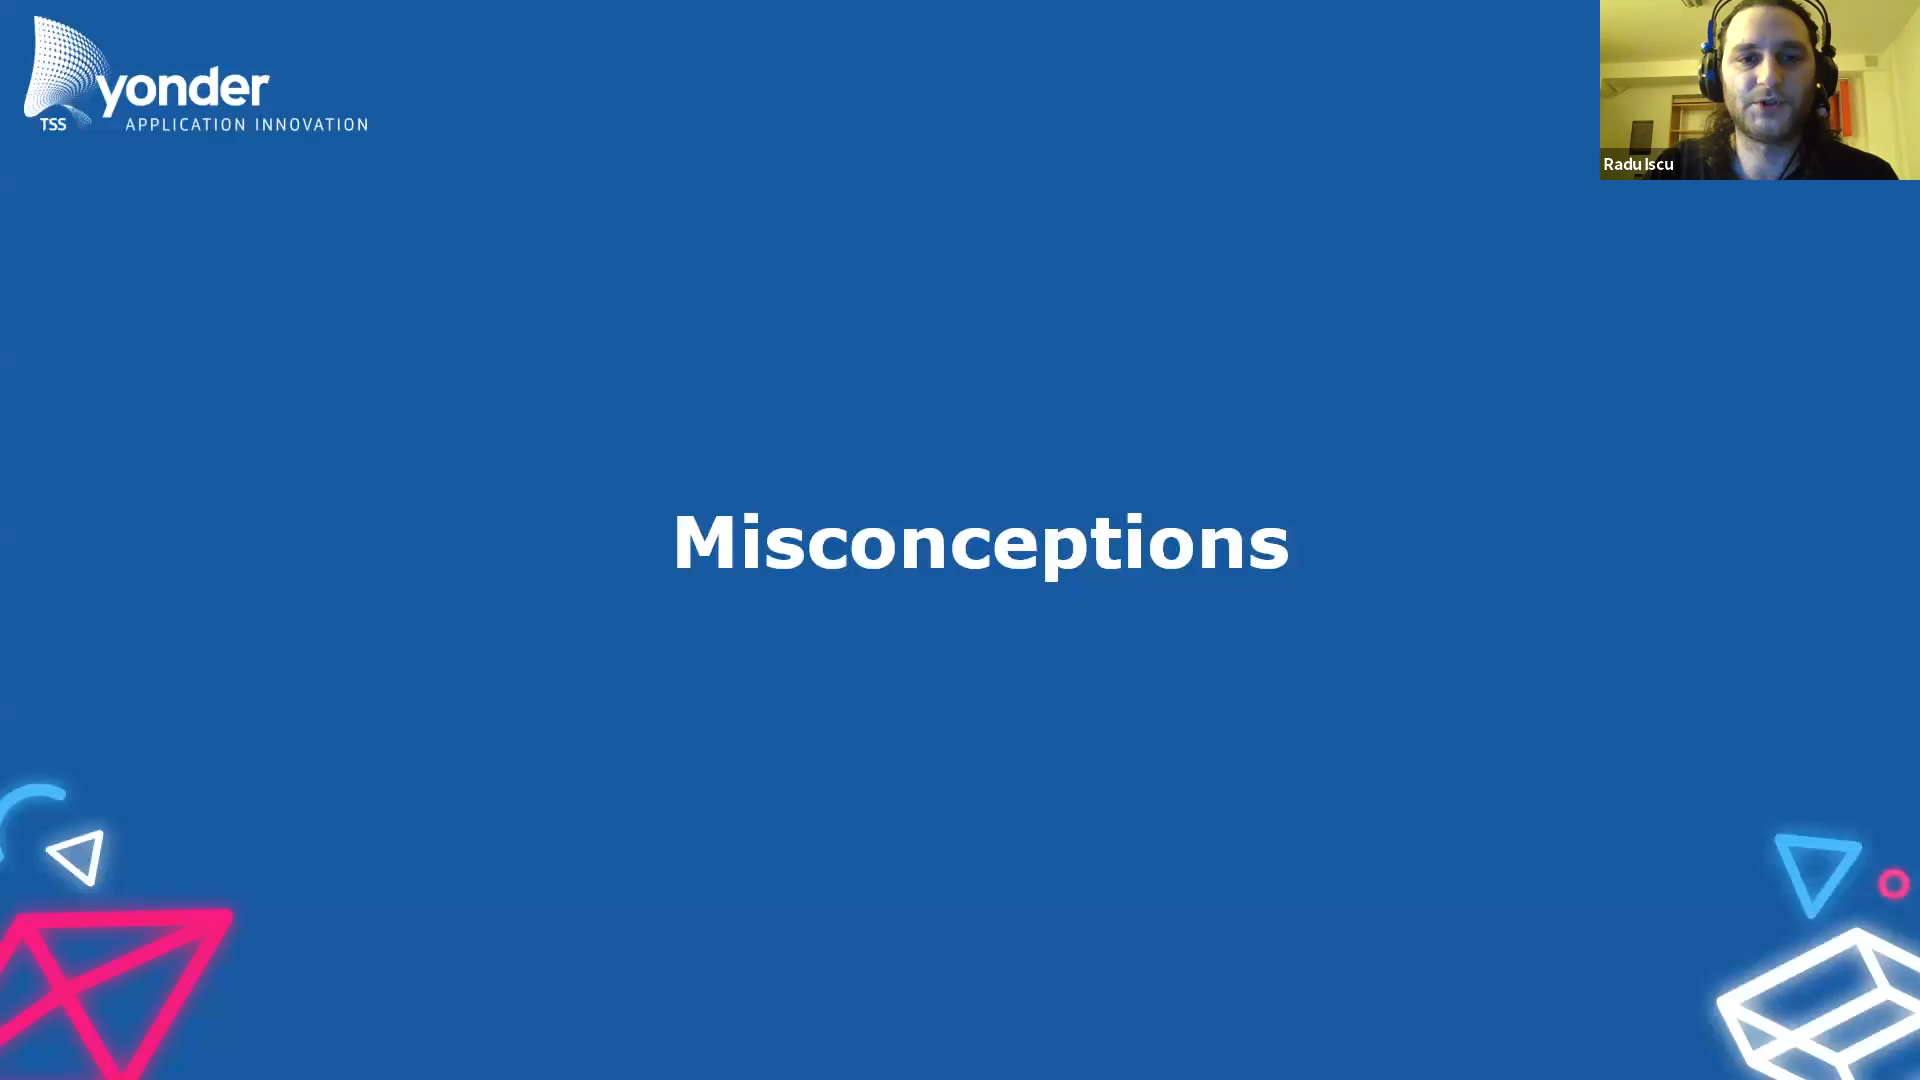 yonder
TSS
APPLICATION INNOVATION
Radu Iscu
Misconceptions